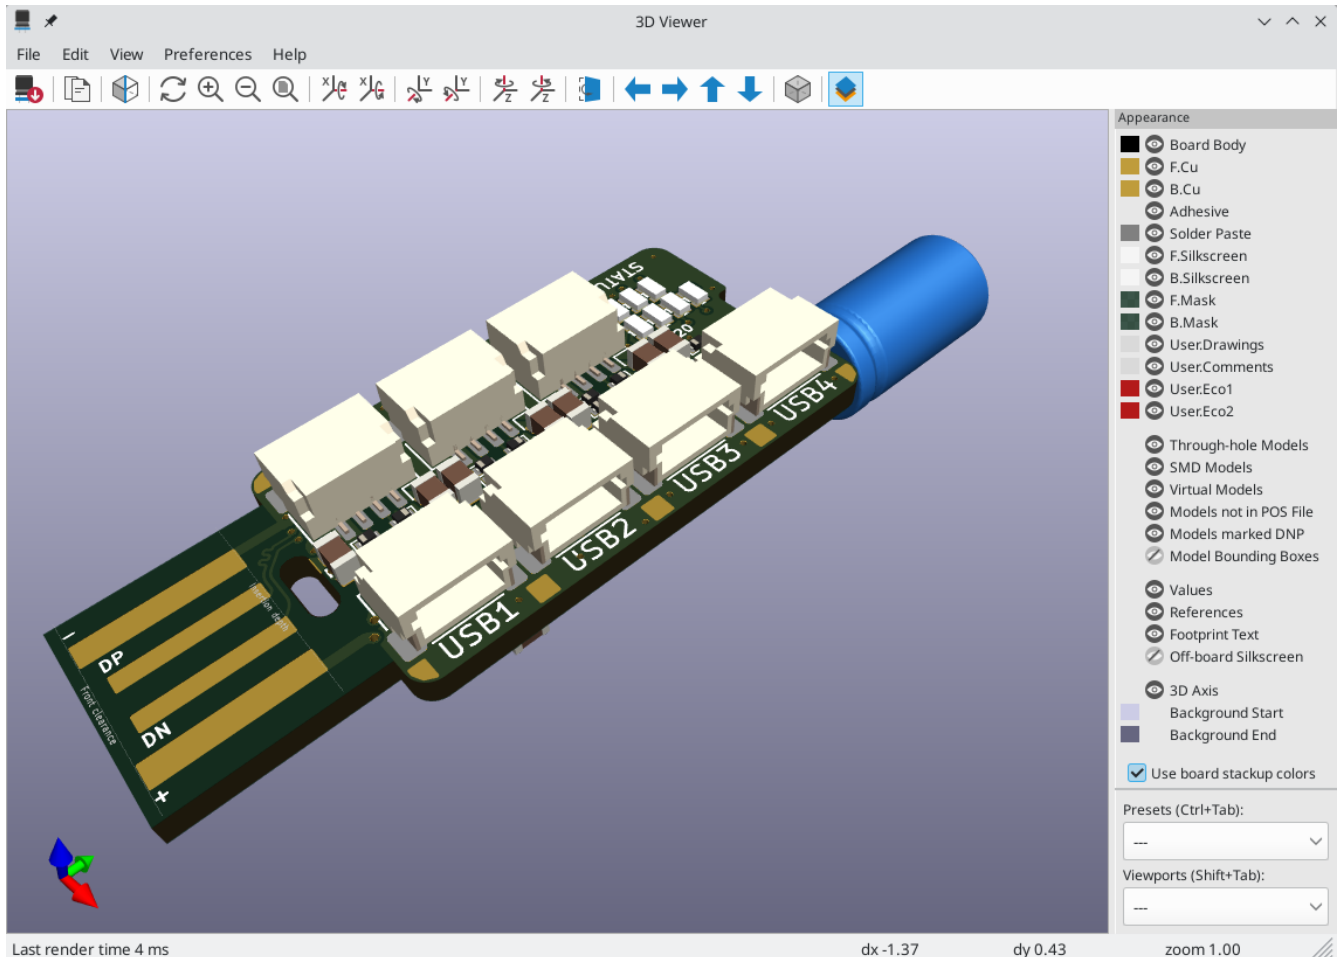 3D Viewer
File Edit View Preferences Help
Appearance
Board Body
F.Cu
B.Cu
Adhesive
Solder Paste
F.Silkscreen
B.Silkscreen
F.Mask
B.Mask
User.Drawings
User.Comments
User.Eco1
User.Eco2
Through-hole Models
SMD Models
Virtual Models
Models not in POS File
Models marked DNP
Model Bounding Boxes
Values
References
Footprint Text
Off-board Silkscreen
3D Axis
Background Start
Background End
Use board stackup colors
Presets (Ctrl+Tab):
---
Viewports (Shift+Tab):
---
STATU
20
USB4
USB3
USB2
USB1
Insertion depth
-
DP
DN
+
Front clearance
X X Y Y Z Z
Last render time 4 ms dx -1.37 dy 0.43 zoom 1.00